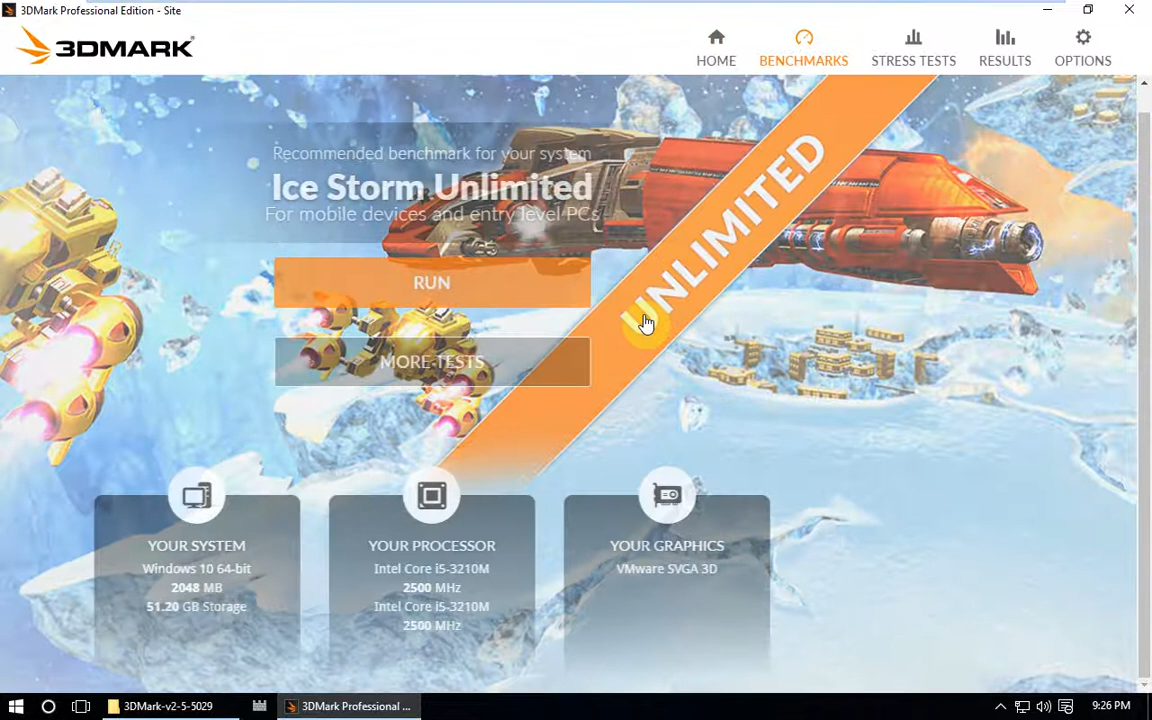 3DMark Professional Edition - Site
3DMARK
HOME
BENCHMARKS
STRESS TESTS
RESULTS
OPTIONS
Recommended benchmark for your system
Ice Storm Unlimited
For mobile devices and entry level PCs
UNLIMITED
RUN
MORE TESTS
YOUR SYSTEM
Windows 10 64-bit
2048 MB
51.20 GB Storage
YOUR PROCESSOR
Intel Core i5-3210M
2500 MHz
Intel Core i5-3210M
2500 MHz
YOUR GRAPHICS
VMware SVGA 3D
3DMark-v2-5-5029
3DMark Professional ...
9:26 PM